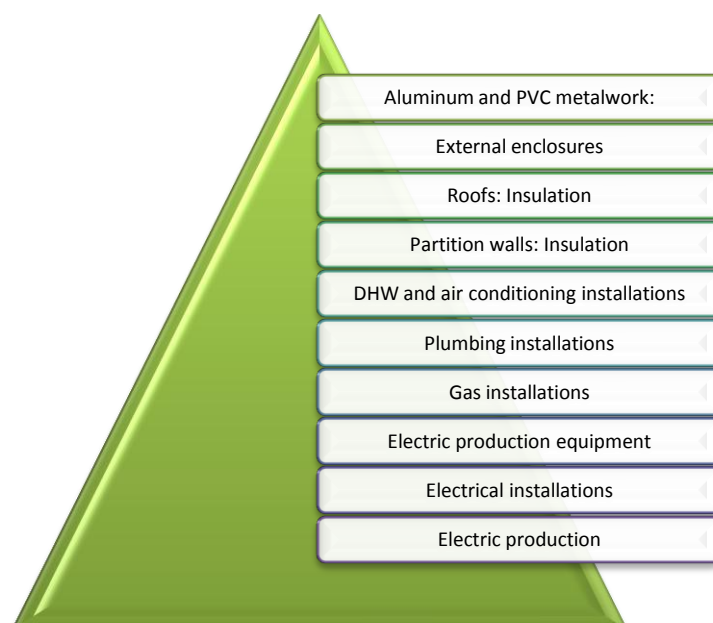 Aluminum and PVC metalwork:
External enclosures
Roofs: Insulation
Partition walls: Insulation
DHW and air conditioning installations
Plumbing installations
Gas installations
Electric production equipment
Electrical installations
Electric production